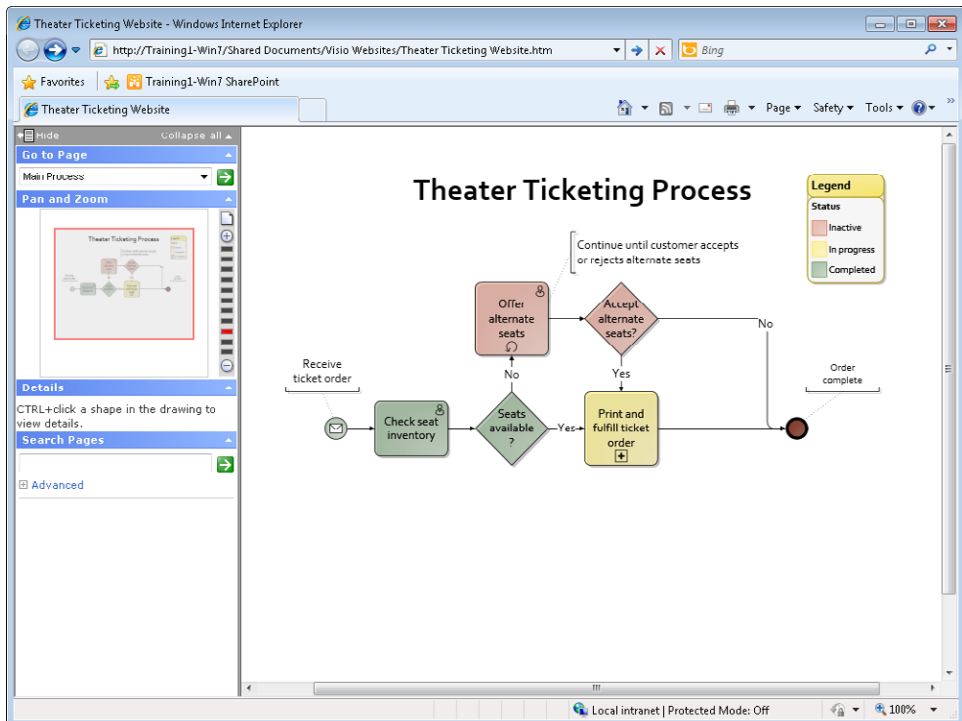 Theater Ticketing Website - Windows Internet Explorer
http://Training1-Win7/Shared Documents/Visio Websites/Theater Ticketing Website.htm
Bing
Favorites
Training1-Win7 SharePoint
Theater Ticketing Website
Page
Safety
Tools
Hide
Collapse all
Go to Page
Main Process
Pan and Zoom
Details
CTRL+click a shape in the drawing to
view details.
Search Pages
Advanced
Theater Ticketing Process
Legend
Status
Inactive
In progress
Completed
Continue until customer accepts
or rejects alternate seats
Offer
alternate
seats
Accept
alternate
seats?
No
Receive
ticket order
No
Yes
Order
complete
Check seat
inventory
Seats
available
?
Yes
Print and
fulfill ticket
order
Local intranet | Protected Mode: Off
100%